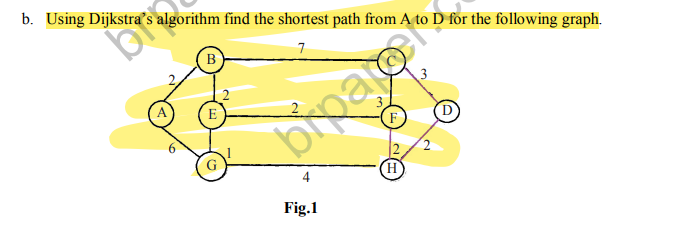 b. Using Dijkstra's algorithm find the shortest path from A to D for the following graph.
7
B
C
2
3
2
A
E
2
3
F
D
6
1
2
2
G
H
4
Fig.1
brpaper.c